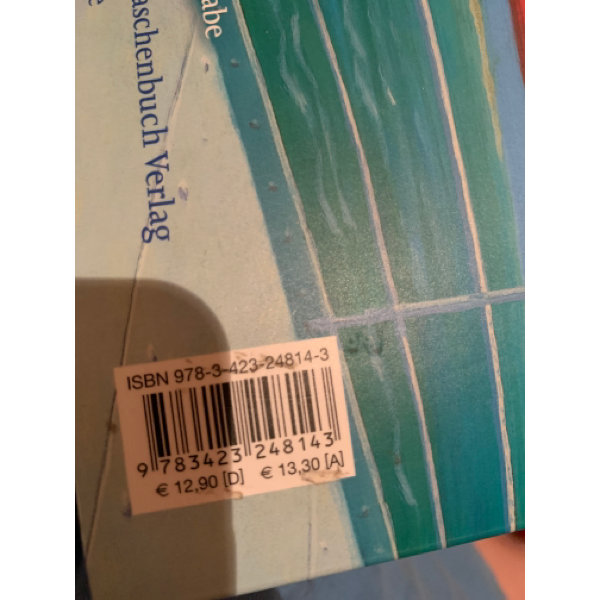 abe
aschenbuch Verlag
e
ISBN 978-3-423-24814-3
9 783423 248143
€ 12,90 [D] € 13,30 [A]